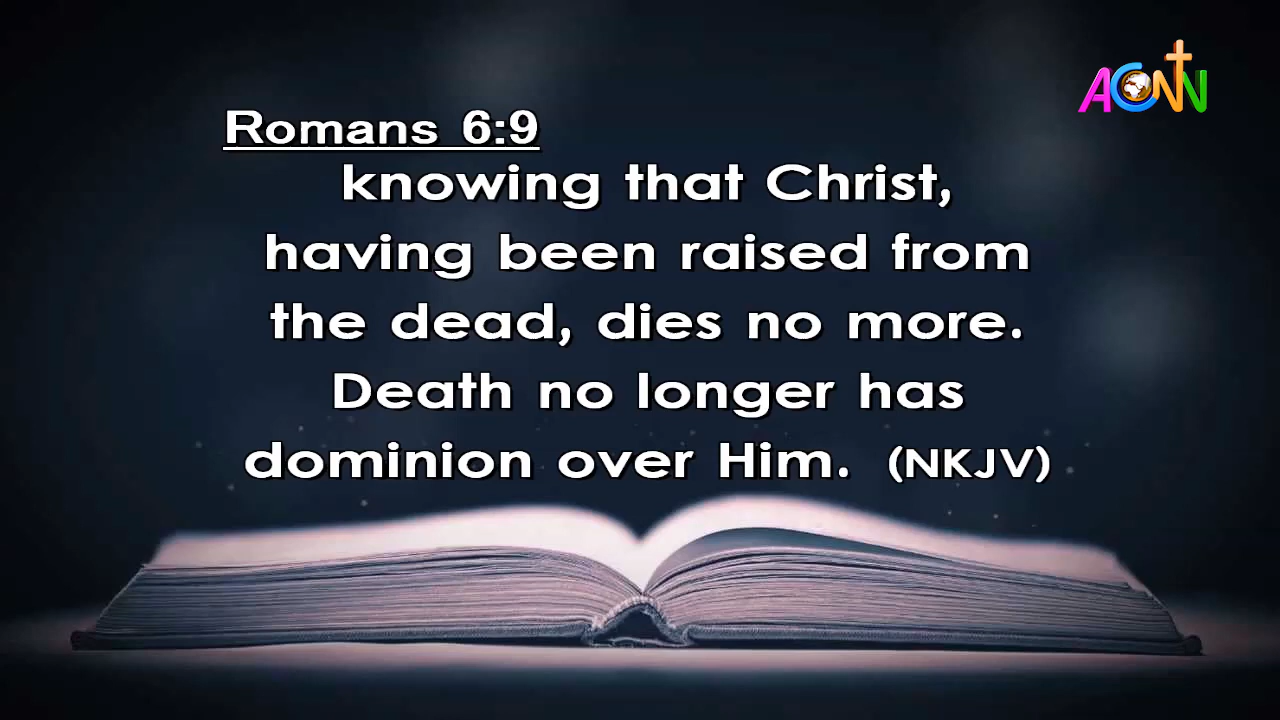 ACNN
Romans 6:9
knowing that Christ,
having been raised from
the dead, dies no more.
Death no longer has
dominion over Him. (NKJV)